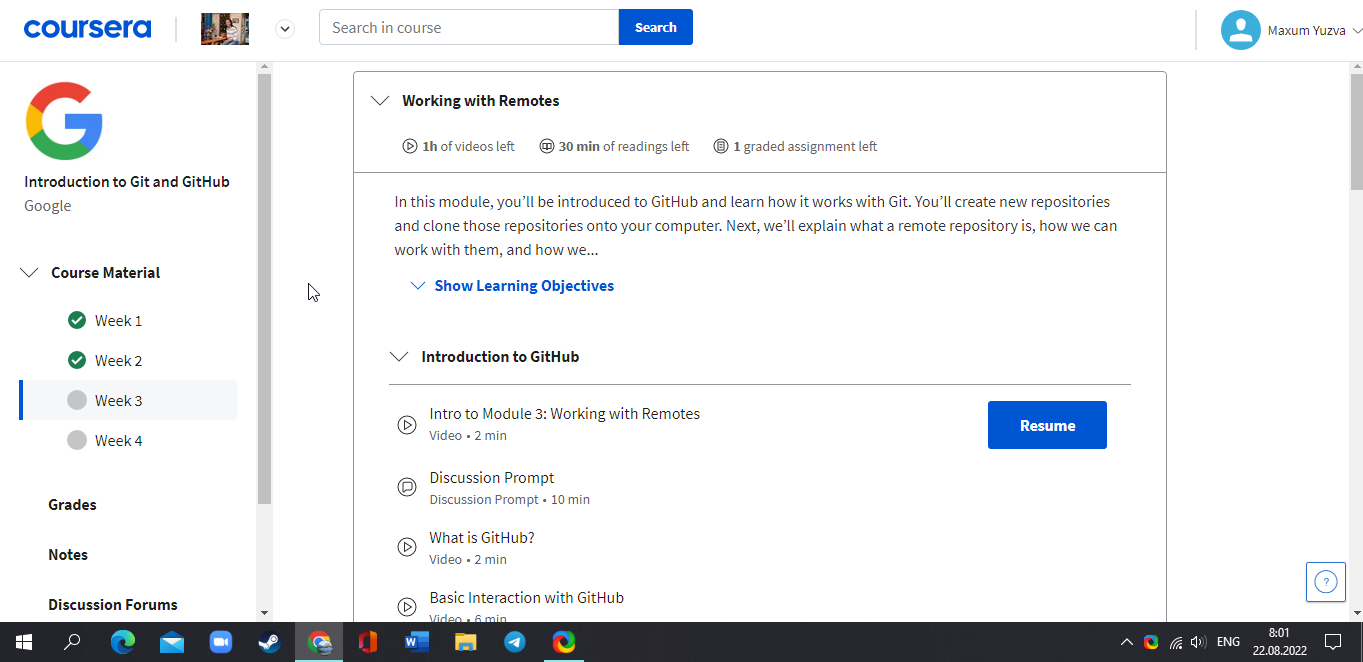 coursera
Search in course
Search
Maxum Yuzva
Introduction to Git and GitHub
Google
Course Material
Week 1
Week 2
Week 3
Week 4
Grades
Notes
Discussion Forums
Working with Remotes
1h of videos left
30 min of readings left
1 graded assignment left
In this module, you’ll be introduced to GitHub and learn how it works with Git. You’ll create new repositories
and clone those repositories onto your computer. Next, we’ll explain what a remote repository is, how we can
work with them, and how we...
Show Learning Objectives
Introduction to GitHub
Intro to Module 3: Working with Remotes
Video • 2 min
Resume
Discussion Prompt
Discussion Prompt • 10 min
What is GitHub?
Video • 2 min
Basic Interaction with GitHub
Video • 6 min
?
ENG
8:01
22.08.2022